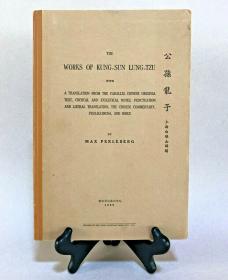 THE
WORKS OF KUNG-SUN LUNG-TZU
WITH
A TRANSLATION FROM THE PARALLEL CHINESE ORIGINAL
TEXT, CRITICAL AND EXEGETICAL NOTES, PUNCTUATION
AND LITERAL TRANSLATION, THE CHINESE COMMENTARY,
PROLEGOMENA, AND INDEX
BY
MAX PERLEBERG
HONGKONG,
1952
公孫龍子